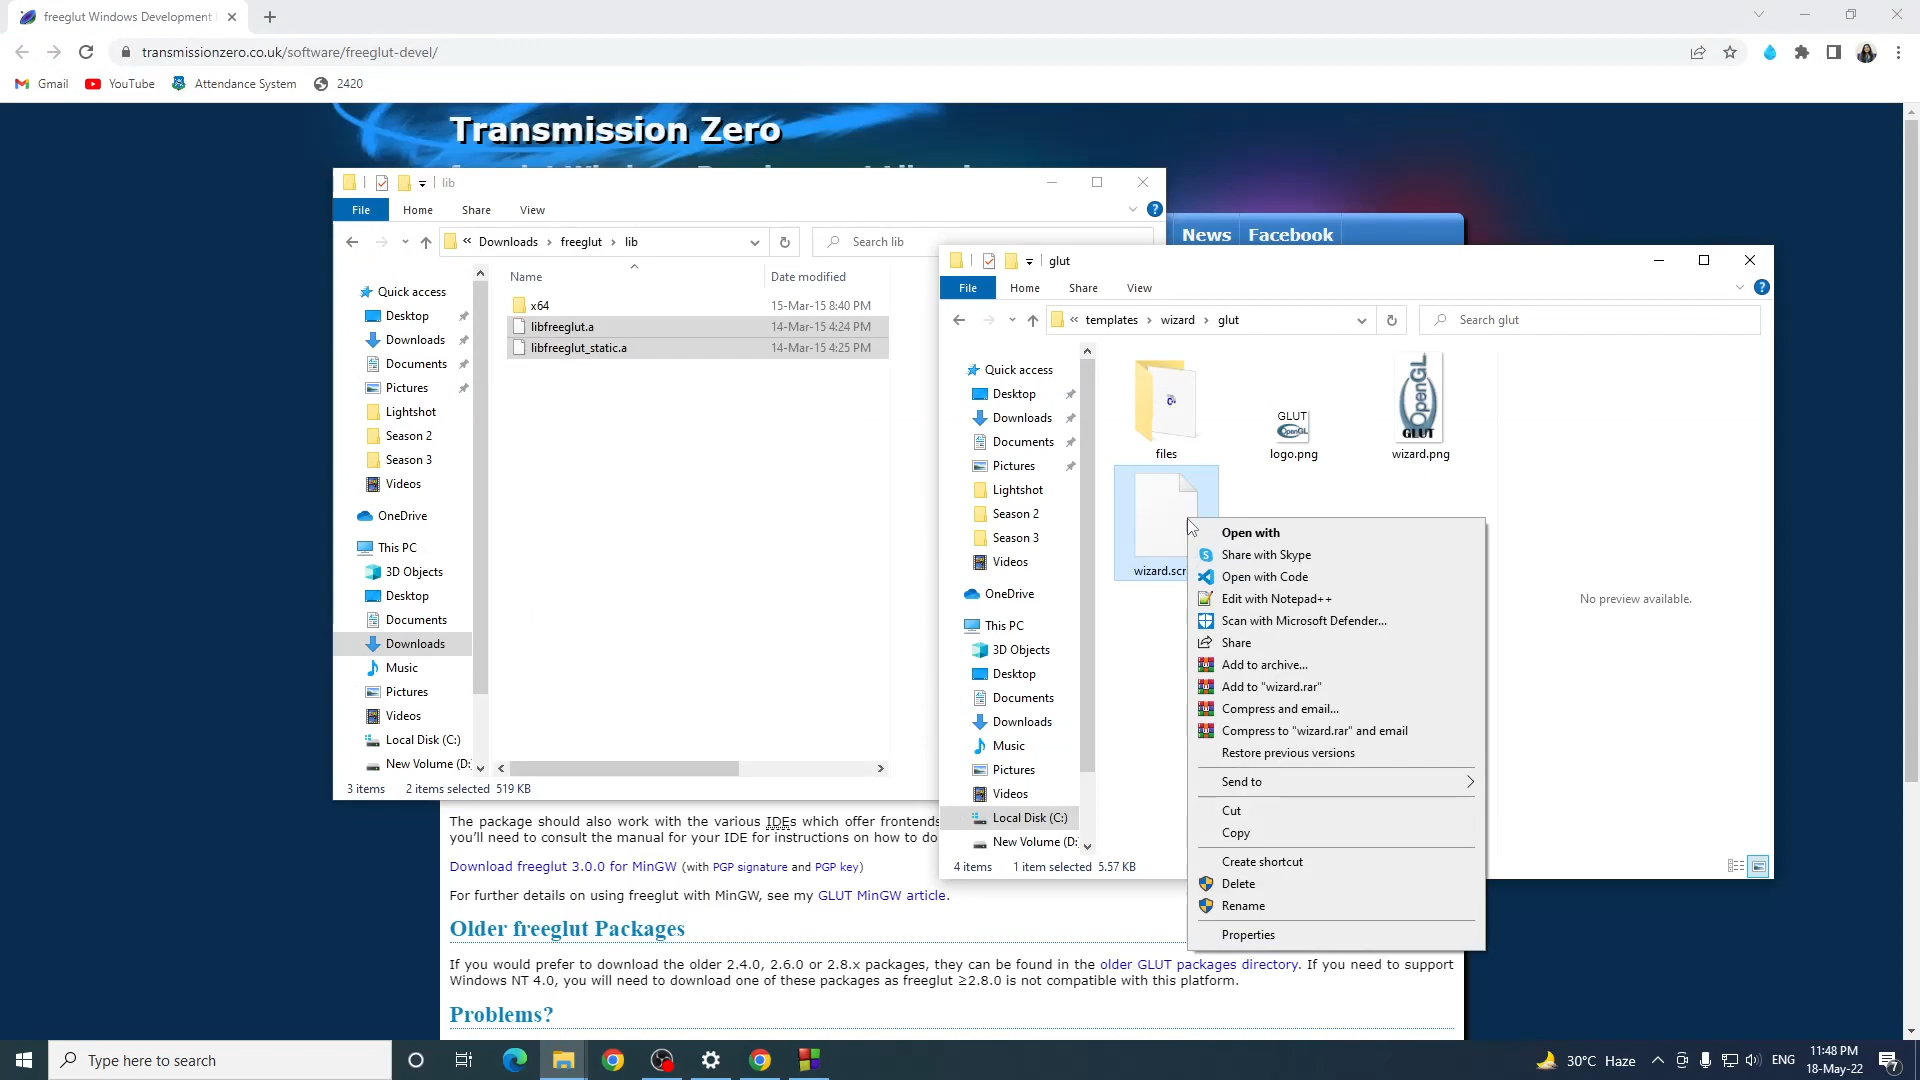 freeglut Windows Development
transmissionzero.co.uk/software/freeglut-devel/
Gmail
YouTube
Attendance System
2420
Transmission Zero
News
Facebook
lib
File
Home
Share
View
Downloads
freeglut
lib
Search lib
Name
Date modified
Quick access
Desktop
Downloads
Documents
Pictures
Lightshot
Season 2
Season 3
Videos
OneDrive
This PC
3D Objects
Desktop
Documents
Downloads
Music
Pictures
Videos
Local Disk (C:)
New Volume (D:
x64 15-Mar-15 8:40 PM
libfreeglut.a 14-Mar-15 4:24 PM
libfreeglut_static.a 14-Mar-15 4:25 PM
3 items 2 items selected 519 KB
glut
File
Home
Share
View
templates
wizard
glut
Search glut
Quick access
Desktop
Downloads
Documents
Pictures
Lightshot
Season 2
Season 3
Videos
OneDrive
This PC
3D Objects
Desktop
Documents
Downloads
Music
Pictures
Videos
Local Disk (C:)
New Volume (D:
files
GLUT
OpenGL
logo.png
OpenGL
GLUT
wizard.png
wizard.scr
No preview available.
4 items 1 item selected 5.57 KB
Open with
Share with Skype
Open with Code
Edit with Notepad++
Scan with Microsoft Defender...
Share
Add to archive...
Add to "wizard.rar"
Compress and email...
Compress to "wizard.rar" and email
Restore previous versions
Send to
Cut
Copy
Create shortcut
Delete
Rename
Properties
The package should also work with the various IDEs which offer frontends
you'll need to consult the manual for your IDE for instructions on how to do
Download freeglut 3.0.0 for MinGW (with PGP signature and PGP key)
For further details on using freeglut with MinGW, see my GLUT MinGW article.
Older freeglut Packages
If you would prefer to download the older 2.4.0, 2.6.0 or 2.8.x packages, they can be found in the older GLUT packages directory. If you need to support
Windows NT 4.0, you will need to download one of these packages as freeglut ≥2.8.0 is not compatible with this platform.
Problems?
Type here to search
30°C Haze
ENG
11:48 PM
18-May-22
7